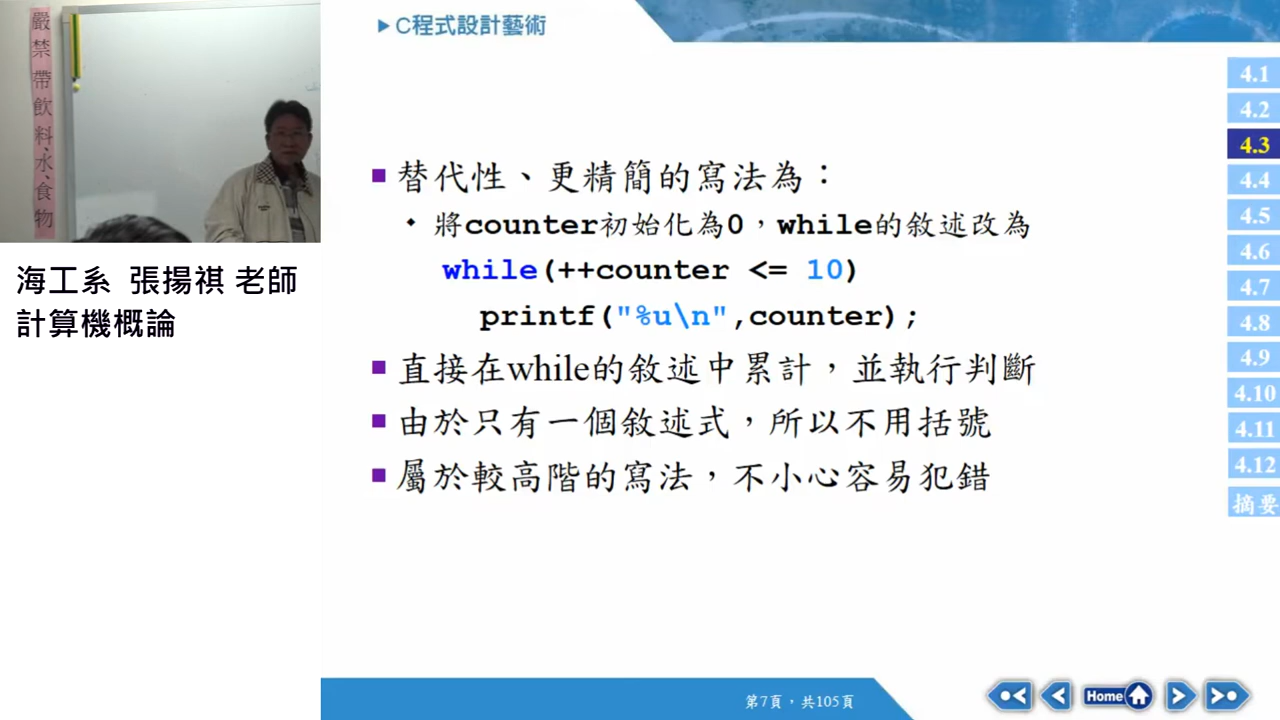 嚴禁帶飲料、水、食物
海工系 張揚祺 老師
計算機概論
C程式設計藝術
替代性、更精簡的寫法為：
將counter初始化為0，while的敘述改為
while(++counter <= 10)
printf("%u\n",counter);
直接在while的敘述中累計，並執行判斷
由於只有一個敘述式，所以不用括號
屬於較高階的寫法，不小心容易犯錯
4.1
4.2
4.3
4.4
4.5
4.6
4.7
4.8
4.9
4.10
4.11
4.12
摘要
第7頁，共105頁
Home